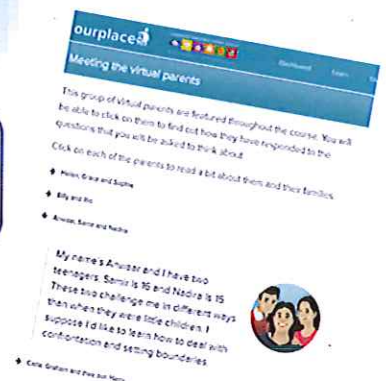 ourplace
Dashboard Learn
Meeting the virtual parents
This group of virtual parents are featured throughout the course. You will
be able to click on them to find out how they have responded to the
questions that you will be asked to think about.
Click on each of the parents to read a bit about them and their families.
Helen, Grace and Sophie
Billy and Rio
Anwaar, Samir and Nadira
My name's Anwaar and I have two
teenagers. Samir is 16 and Nadira is 15
These two challenge me in different ways
than when they were little children. I
suppose I'd like to learn how to deal with
confrontation and setting boundaries.
Graham and